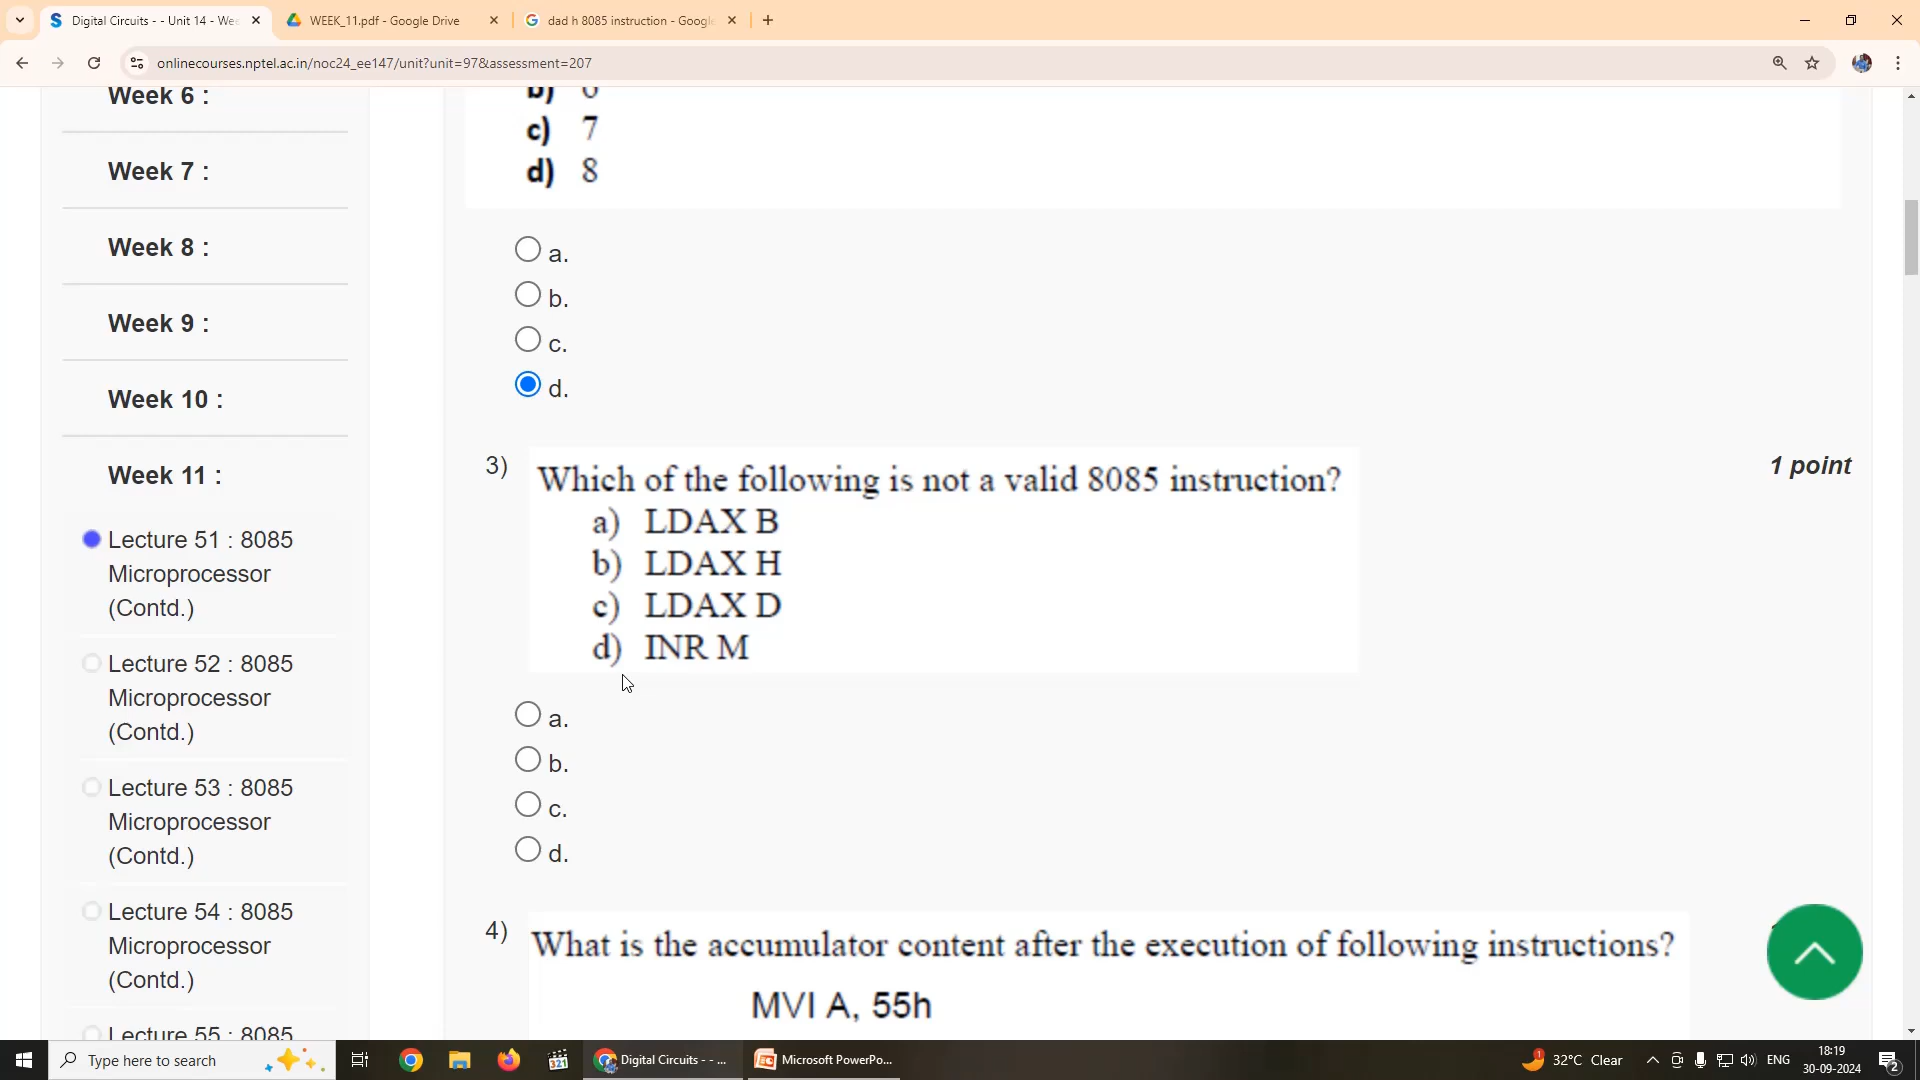 Digital Circuits - - Unit 14 - Wee
WEEK_11.pdf - Google Drive
dad h 8085 instruction - Google
onlinecourses.nptel.ac.in/noc24_ee147/unit?unit=97&assessment=207
Week 6 :
Week 7 :
Week 8 :
Week 9 :
Week 10 :
Week 11 :
Lecture 51 : 8085
Microprocessor
(Contd.)
Lecture 52 : 8085
Microprocessor
(Contd.)
Lecture 53 : 8085
Microprocessor
(Contd.)
Lecture 54 : 8085
Microprocessor
(Contd.)
Lecture 55 : 8085
b) 6
c) 7
d) 8
a.
b.
c.
d.
3) Which of the following is not a valid 8085 instruction? 1 point
a) LDAX B
b) LDAX H
c) LDAX D
d) INR M
a.
b.
c.
d.
4) What is the accumulator content after the execution of following instructions?
MVI A, 55h
Type here to search
Digital Circuits - - ...
Microsoft PowerPo...
32°C Clear
ENG
18:19
30-09-2024
2